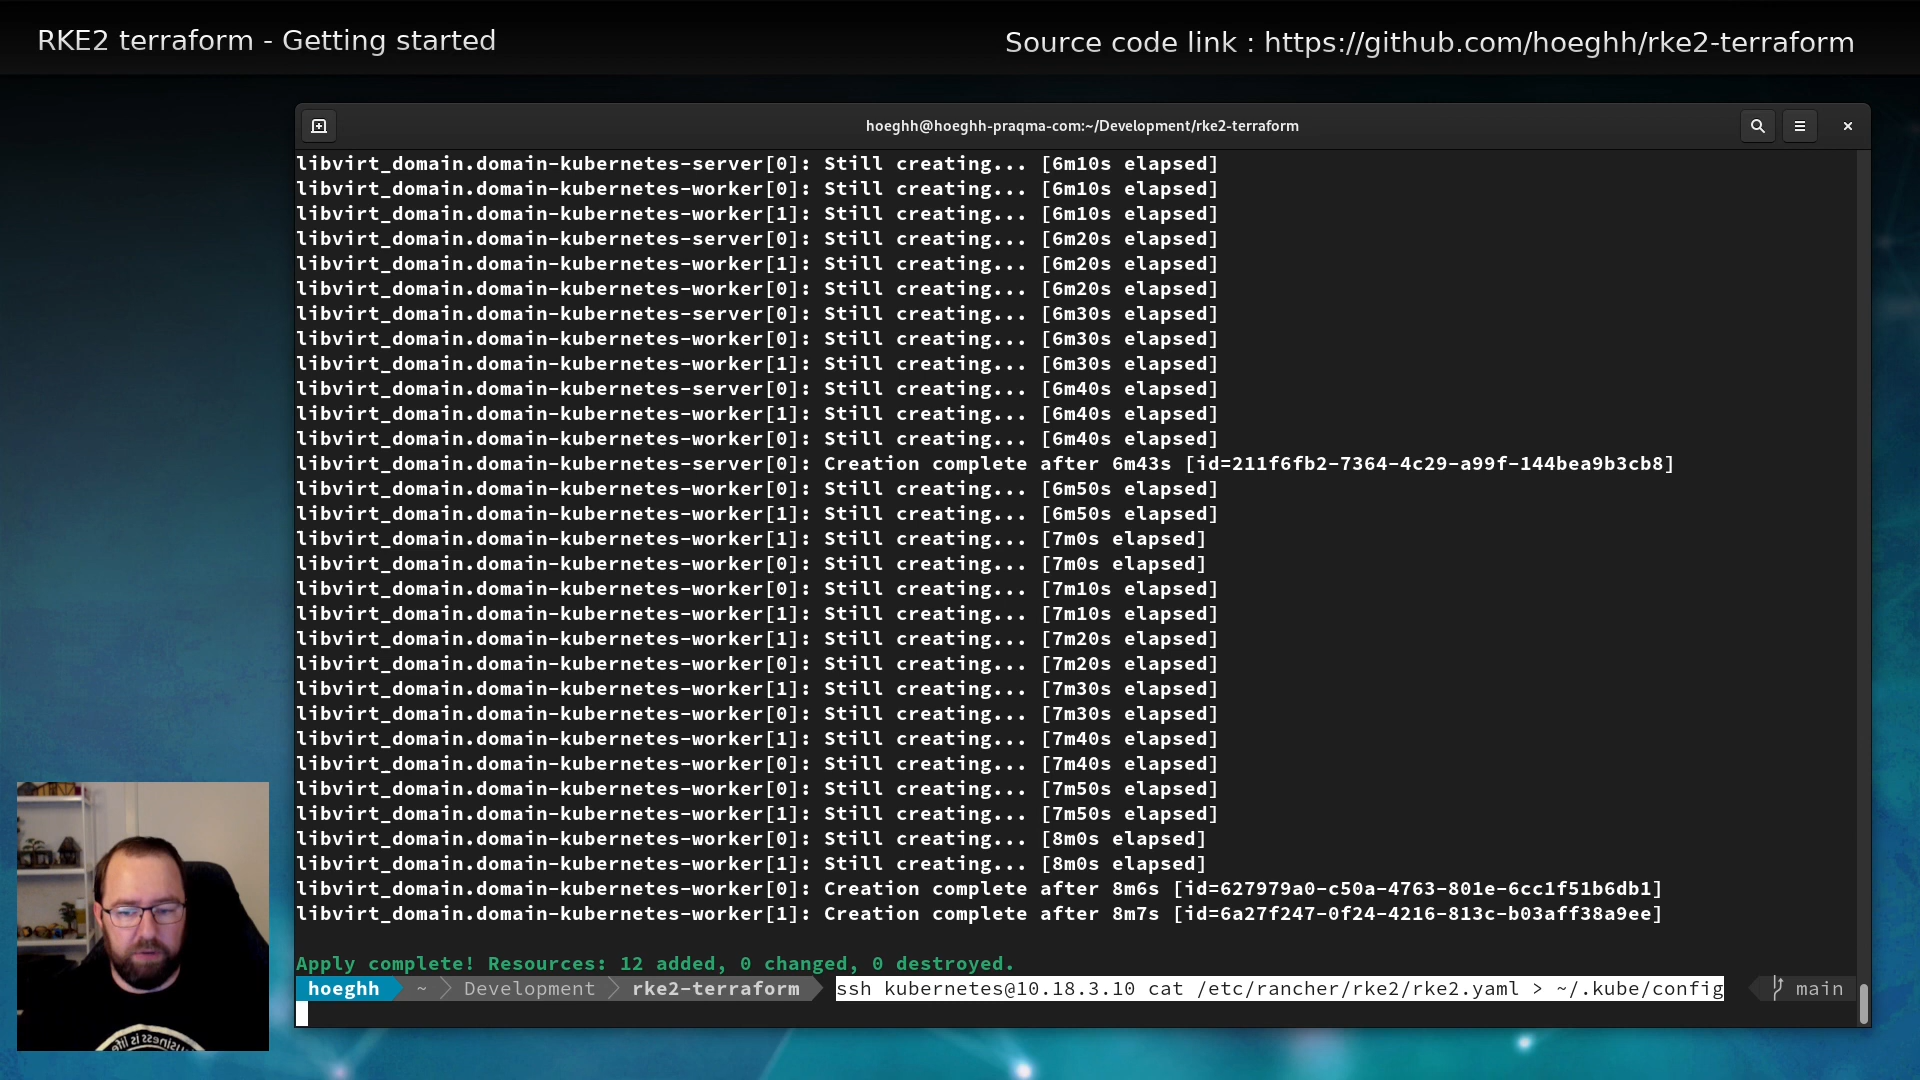 RKE2 terraform - Getting started
Source code link : https://github.com/hoeghh/rke2-terraform
hoeghh@hoeghh-praqma-com:~/Development/rke2-terraform
libvirt_domain.domain-kubernetes-server[0]: Still creating... [6m10s elapsed]
libvirt_domain.domain-kubernetes-worker[0]: Still creating... [6m10s elapsed]
libvirt_domain.domain-kubernetes-worker[1]: Still creating... [6m10s elapsed]
libvirt_domain.domain-kubernetes-server[0]: Still creating... [6m20s elapsed]
libvirt_domain.domain-kubernetes-worker[1]: Still creating... [6m20s elapsed]
libvirt_domain.domain-kubernetes-worker[0]: Still creating... [6m20s elapsed]
libvirt_domain.domain-kubernetes-server[0]: Still creating... [6m30s elapsed]
libvirt_domain.domain-kubernetes-worker[0]: Still creating... [6m30s elapsed]
libvirt_domain.domain-kubernetes-worker[1]: Still creating... [6m30s elapsed]
libvirt_domain.domain-kubernetes-server[0]: Still creating... [6m40s elapsed]
libvirt_domain.domain-kubernetes-worker[1]: Still creating... [6m40s elapsed]
libvirt_domain.domain-kubernetes-worker[0]: Still creating... [6m40s elapsed]
libvirt_domain.domain-kubernetes-server[0]: Creation complete after 6m43s [id=211f6fb2-7364-4c29-a99f-144bea9b3cb8]
libvirt_domain.domain-kubernetes-worker[0]: Still creating... [6m50s elapsed]
libvirt_domain.domain-kubernetes-worker[1]: Still creating... [6m50s elapsed]
libvirt_domain.domain-kubernetes-worker[1]: Still creating... [7m0s elapsed]
libvirt_domain.domain-kubernetes-worker[0]: Still creating... [7m0s elapsed]
libvirt_domain.domain-kubernetes-worker[0]: Still creating... [7m10s elapsed]
libvirt_domain.domain-kubernetes-worker[1]: Still creating... [7m10s elapsed]
libvirt_domain.domain-kubernetes-worker[1]: Still creating... [7m20s elapsed]
libvirt_domain.domain-kubernetes-worker[0]: Still creating... [7m20s elapsed]
libvirt_domain.domain-kubernetes-worker[1]: Still creating... [7m30s elapsed]
libvirt_domain.domain-kubernetes-worker[0]: Still creating... [7m30s elapsed]
libvirt_domain.domain-kubernetes-worker[1]: Still creating... [7m40s elapsed]
libvirt_domain.domain-kubernetes-worker[0]: Still creating... [7m40s elapsed]
libvirt_domain.domain-kubernetes-worker[0]: Still creating... [7m50s elapsed]
libvirt_domain.domain-kubernetes-worker[1]: Still creating... [7m50s elapsed]
libvirt_domain.domain-kubernetes-worker[0]: Still creating... [8m0s elapsed]
libvirt_domain.domain-kubernetes-worker[1]: Still creating... [8m0s elapsed]
libvirt_domain.domain-kubernetes-worker[0]: Creation complete after 8m6s [id=627979a0-c50a-4763-801e-6cc1f51b6db1]
libvirt_domain.domain-kubernetes-worker[1]: Creation complete after 8m7s [id=6a27f247-0f24-4216-813c-b03aff38a9ee]
Apply complete! Resources: 12 added, 0 changed, 0 destroyed.
hoeghh ~ Development rke2-terraform ssh kubernetes@10.18.3.10 cat /etc/rancher/rke2/rke2.yaml > ~/.kube/config main